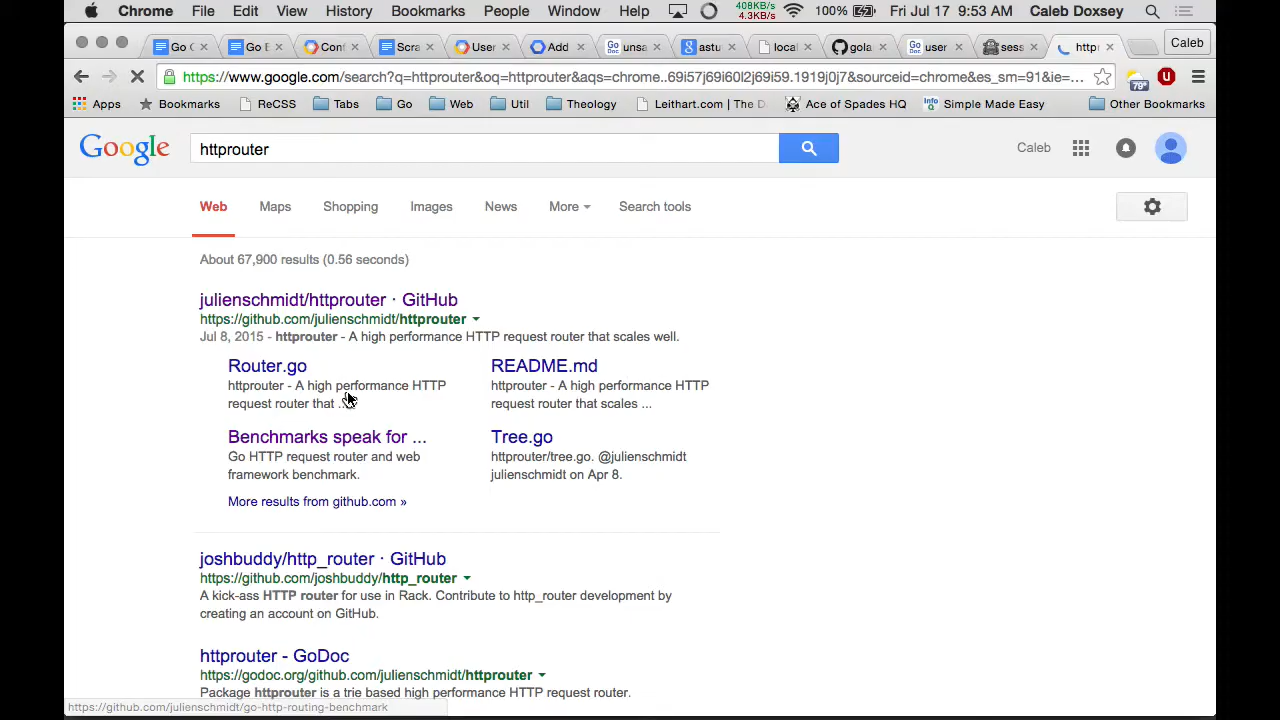 Chrome File Edit View History Bookmarks People Window Help 408KB/s 4.3KB/s 100% Fri Jul 17 9:53 AM Caleb Doxsey
Go C Go E Conf Scra User Add unsa astu local gola user sess http Caleb
https://www.google.com/search?q=httprouter&oq=httprouter&aqs=chrome..69i57j69i60l2j69i59.1919j0j7&sourceid=chrome&es_sm=91&ie=... 79°
Apps Bookmarks ReCSS Tabs Go Web Util Theology Leithart.com | The D Ace of Spades HQ Simple Made Easy Other Bookmarks
Google httprouter Caleb
Web Maps Shopping Images News More Search tools
About 67,900 results (0.56 seconds)
julienschmidt/httprouter · GitHub
https://github.com/julienschmidt/httprouter
Jul 8, 2015 - httprouter - A high performance HTTP request router that scales well.
Router.go
httprouter - A high performance HTTP
request router that ...
README.md
httprouter - A high performance HTTP
request router that scales ...
Benchmarks speak for ...
Go HTTP request router and web
framework benchmark.
Tree.go
httprouter/tree.go. @julienschmidt
julienschmidt on Apr 8.
More results from github.com »
joshbuddy/http_router · GitHub
https://github.com/joshbuddy/http_router
A kick-ass HTTP router for use in Rack. Contribute to http_router development by
creating an account on GitHub.
httprouter - GoDoc
https://godoc.org/github.com/julienschmidt/httprouter
Package httprouter is a trie based high performance HTTP request router.
https://github.com/julienschmidt/go-http-routing-benchmark